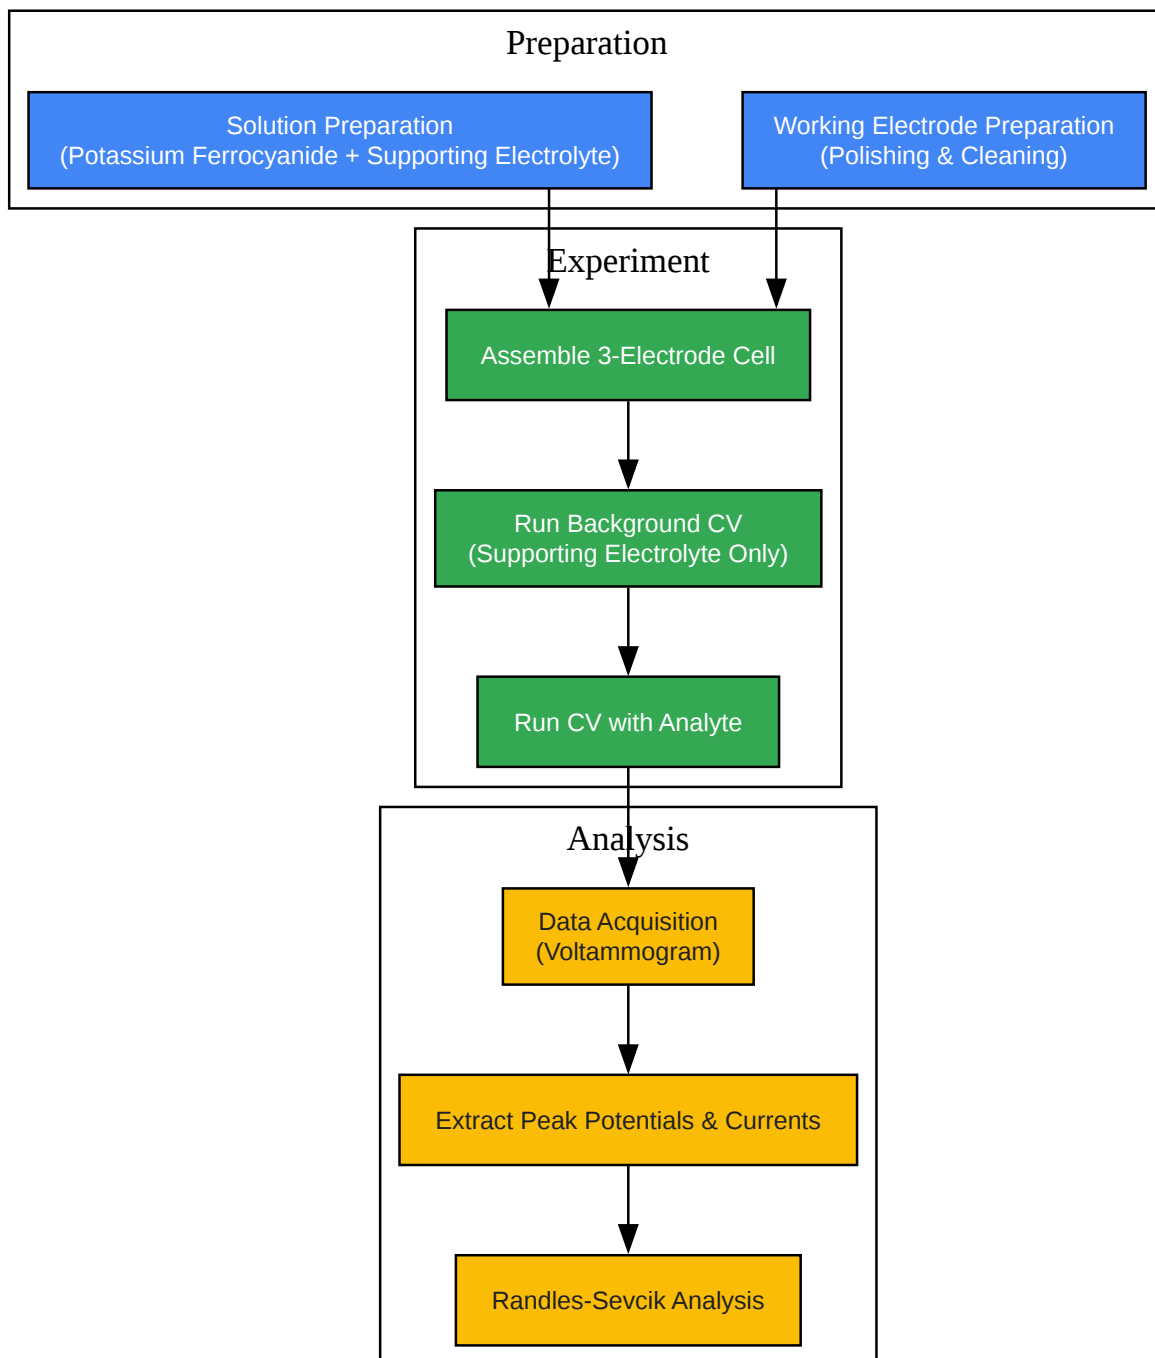 Preparation
Solution Preparation
(Potassium Ferrocyanide + Supporting Electrolyte)
Working Electrode Preparation
(Polishing & Cleaning)
Experiment
Assemble 3-Electrode Cell
Run Background CV
(Supporting Electrolyte Only)
Run CV with Analyte
Analysis
Data Acquisition
(Voltammogram)
Extract Peak Potentials & Currents
Randles-Sevcik Analysis